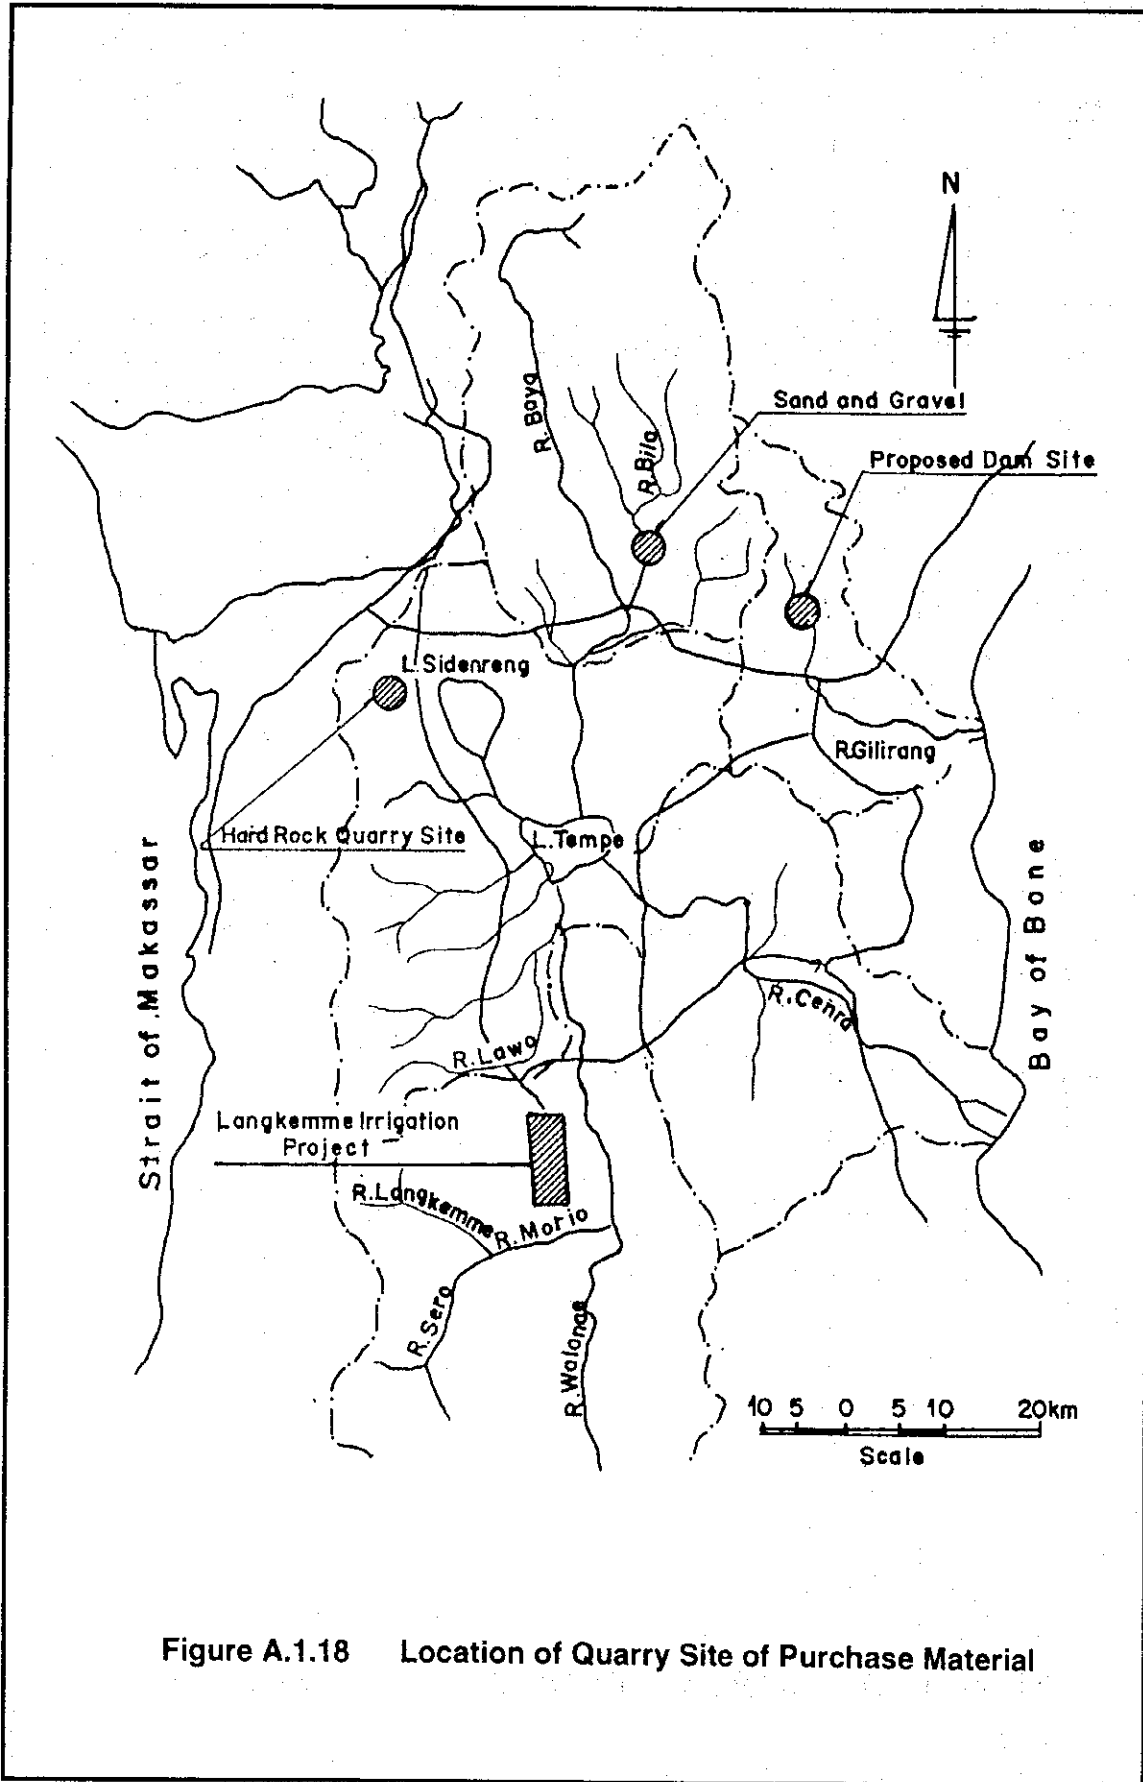 N
Sand and Gravel
R. Boya
R. Bila
Proposed Dam Site
L. Sidenreng
R.Gilirang
Hard Rock Quarry Site
L. Tempe
Strait of Makassar
Bay of Bone
R. Cenra
R. Lawo
Langkemme Irrigation
Project
R. Langkemme
R. Mario
R. Sero
R. Walanae
10 5 0 5 10 20km
Scale
Figure A.1.18 Location of Quarry Site of Purchase Material